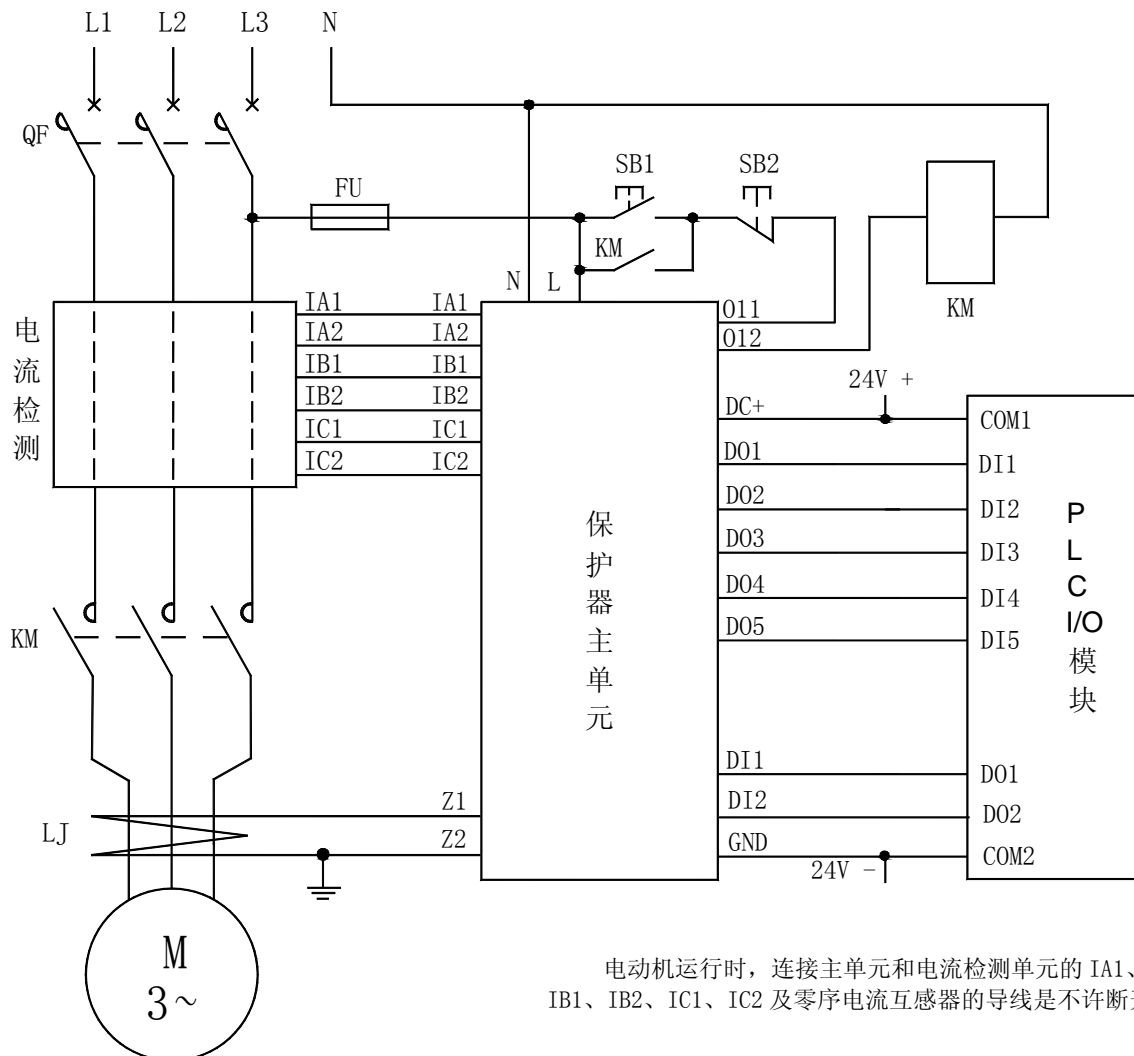 L1 L2 L3 N
QF
FU
SB1
SB2
KM
KM
N L
电流检测
IA1 IA1
IA2 IA2
IB1 IB1
IB2 IB2
IC1 IC1
IC2 IC2
O11
O12
24V +
DC+ COM1
DO1 DI1
DO2 DI2
DO3 DI3
DO4 DI4
DO5 DI5
保护器主单元
PLC I/O 模块
KM
DI1 DO1
DI2 DO2
GND COM2
24V -
Z1
Z2
LJ
M
3~
电动机运行时，连接主单元和电流检测单元的 IA1、
IB1、IB2、IC1、IC2 及零序电流互感器的导线是不许断